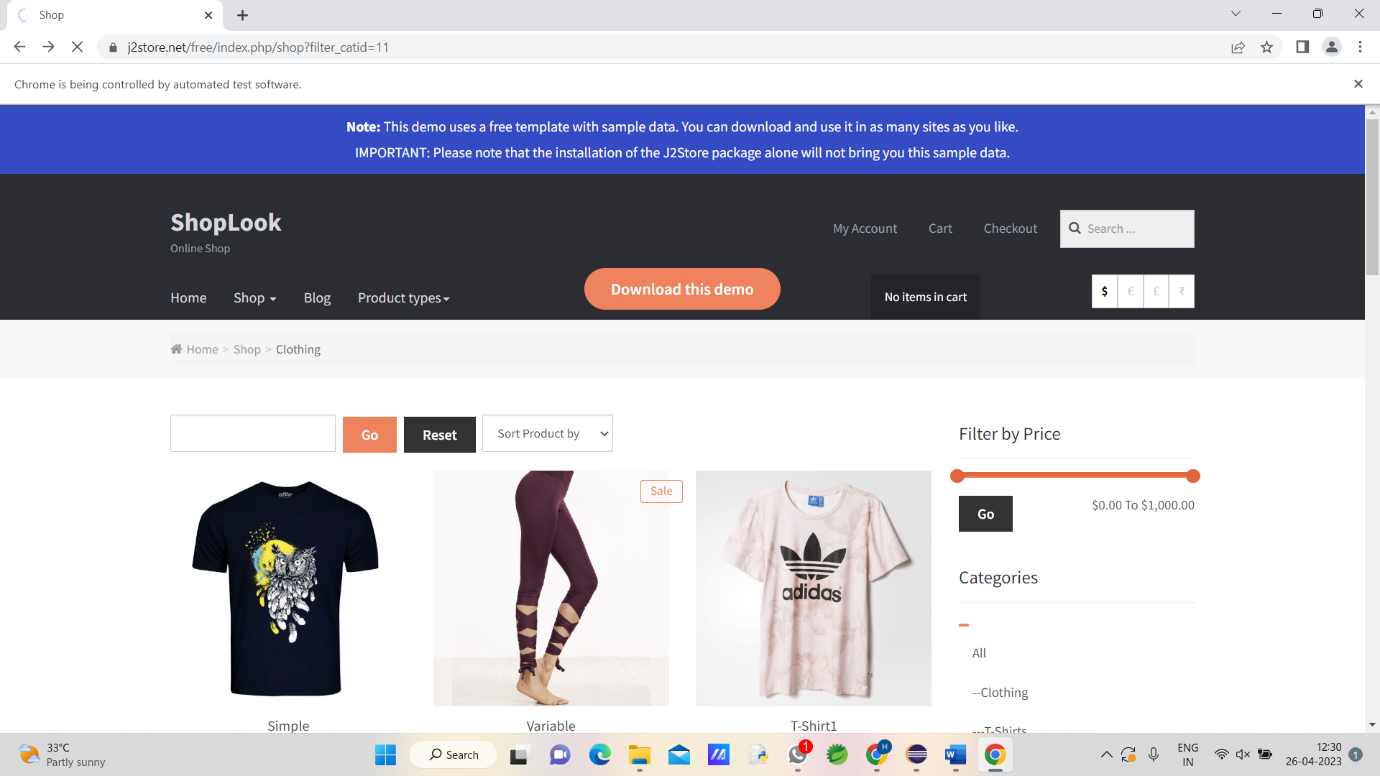 Shop
j2store.net/free/index.php/shop?filter_catid=11
Chrome is being controlled by automated test software.
Note: This demo uses a free template with sample data. You can download and use it in as many sites as you like.
IMPORTANT: Please note that the installation of the J2Store package alone will not bring you this sample data.
ShopLook
Online Shop
My Account Cart Checkout Search ...
Home Shop Blog Product types
Download this demo
No items in cart
$ € £ ₹
Home > Shop > Clothing
Go Reset Sort Product by
Filter by Price
$0.00 To $1,000.00
Go
Sale
adidas
Categories
All
--Clothing
---T-Shirts
Simple Variable T-Shirt1
33°C
Partly sunny
Search
1
H
ENG
IN
12:30
26-04-2023
1